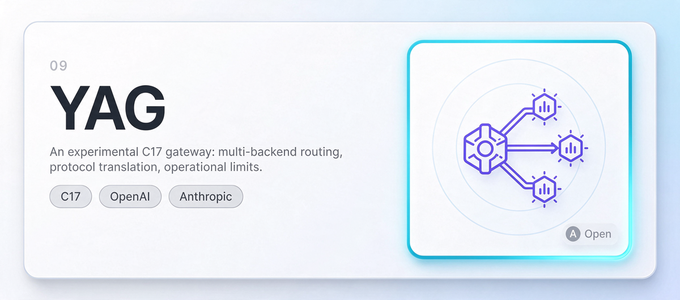 09
YAG
An experimental C17 gateway: multi-backend routing,
protocol translation, operational limits.
C17 OpenAI Anthropic
A Open